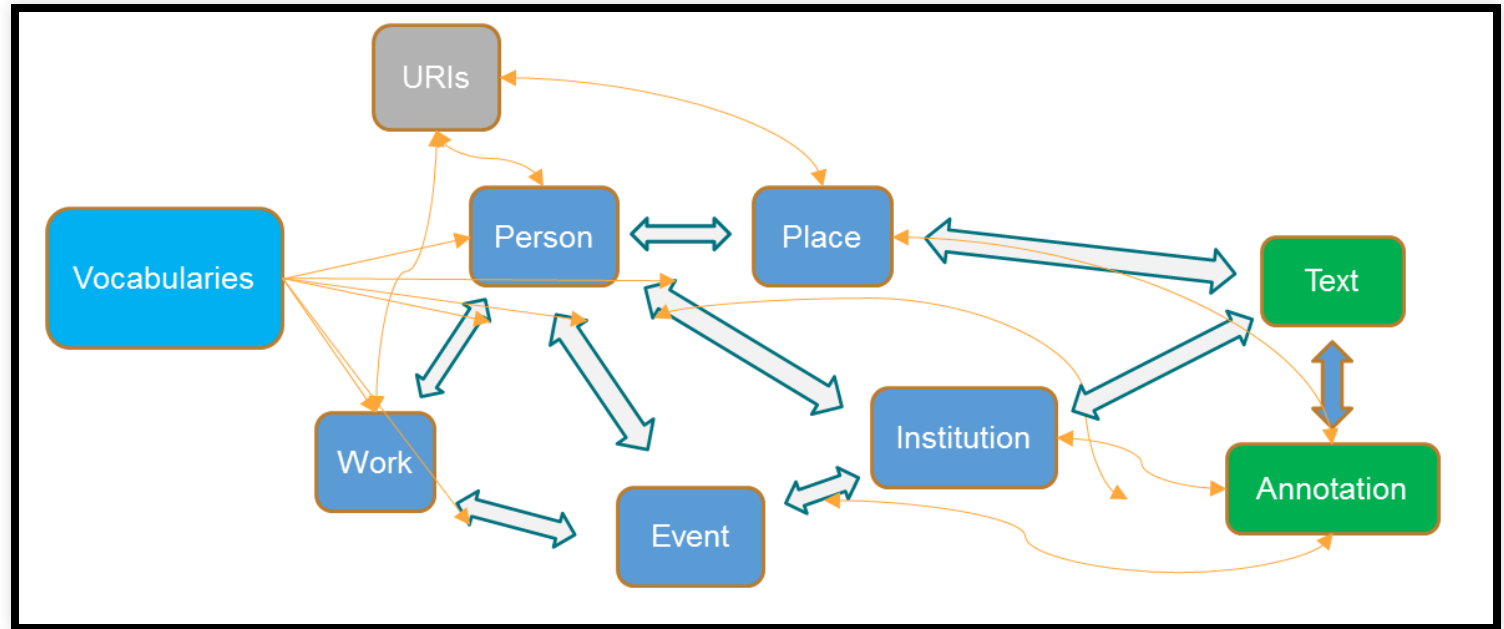 URIs
Person
Place
Vocabularies
Text
Work
Institution
Annotation
Event